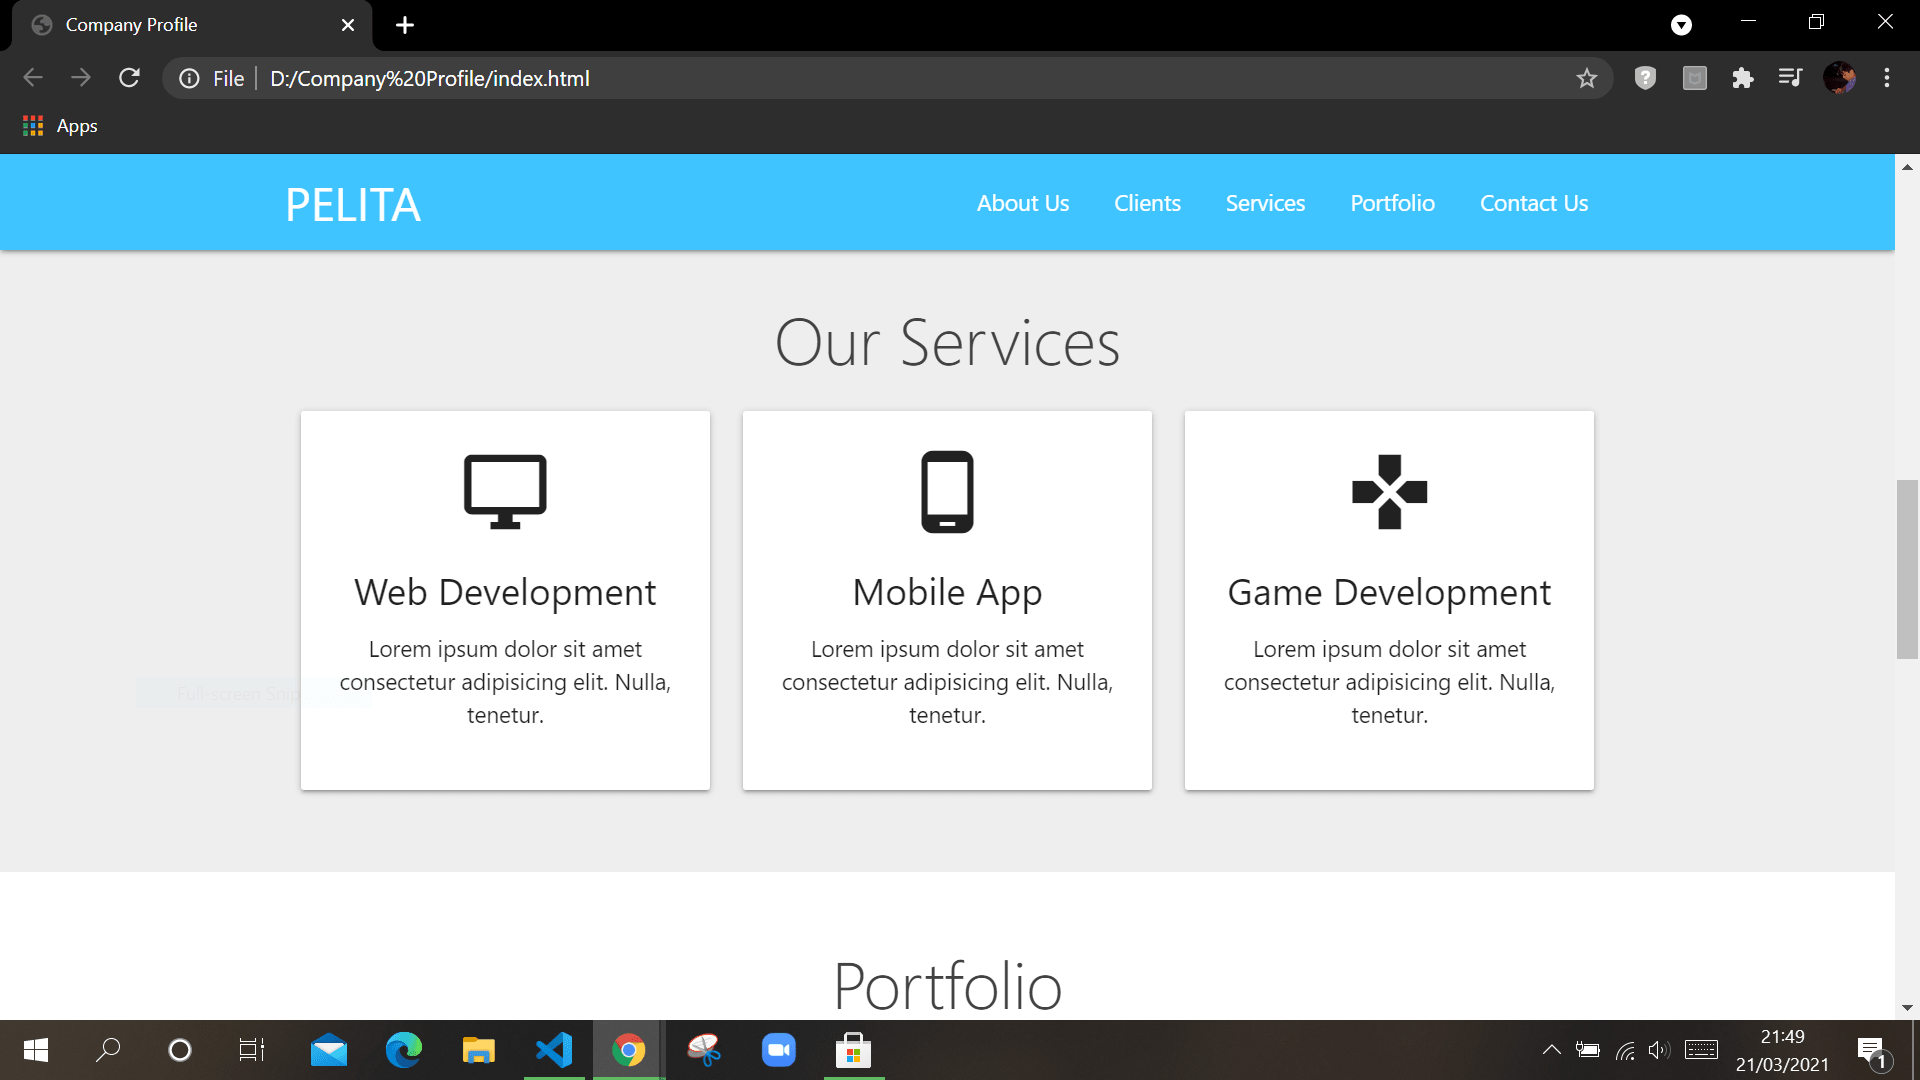 Company Profile
File
D:/Company%20Profile/index.html
Apps
PELITA
About Us
Clients
Services
Portfolio
Contact Us
Our Services
Web Development
Lorem ipsum dolor sit amet
consectetur adipisicing elit. Nulla,
tenetur.
Mobile App
Lorem ipsum dolor sit amet
consectetur adipisicing elit. Nulla,
tenetur.
Game Development
Lorem ipsum dolor sit amet
consectetur adipisicing elit. Nulla,
tenetur.
Full-screen Snip
Portfolio
21:49
21/03/2021
1